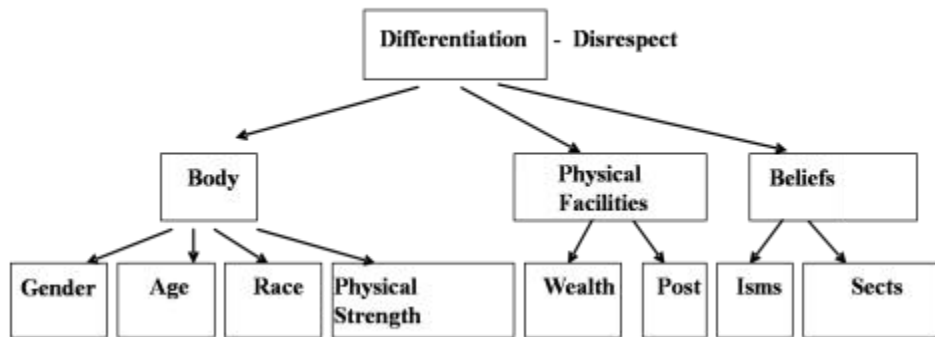 Differentiation - Disrespect
Body
Physical
Facilities
Beliefs
Gender
Age
Race
Physical
Strength
Wealth
Post
Isms
Sects